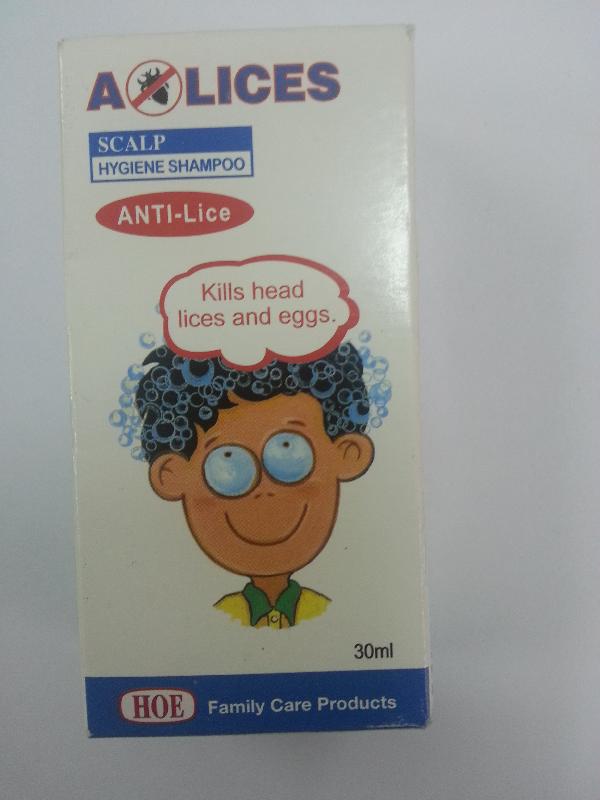 A LICES
SCALP
HYGIENE SHAMPOO
ANTI-Lice
Kills head
lices and eggs.
30ml
HOE Family Care Products